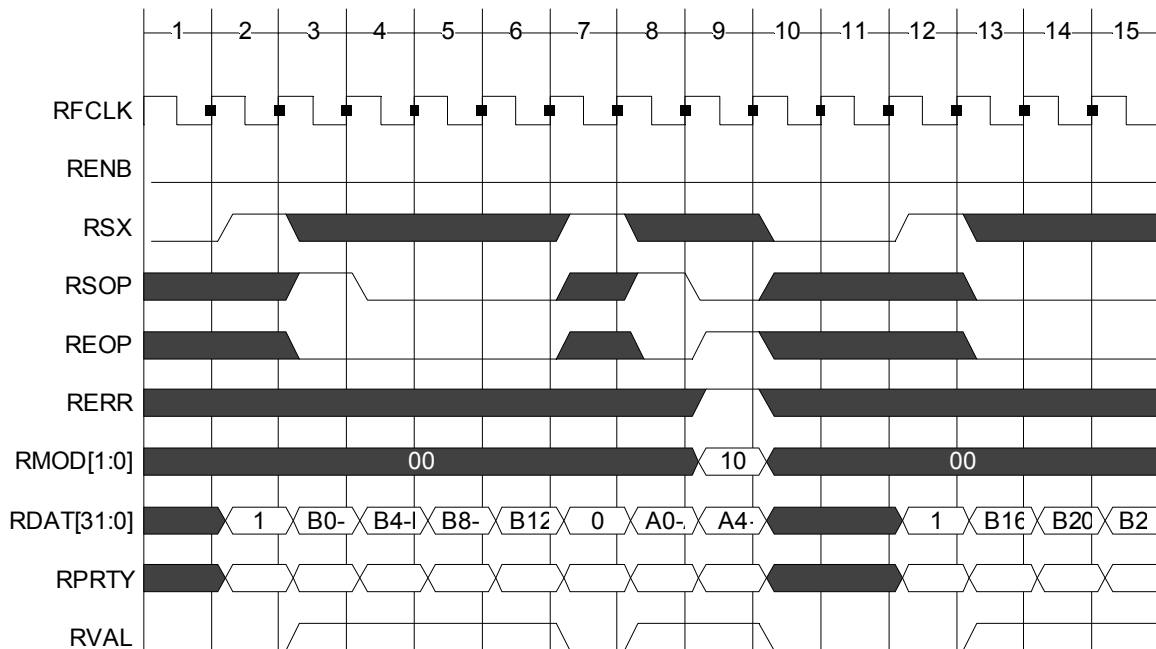 1 2 3 4 5 6 7 8 9 10 11 12 13 14 15
RFCLK
RENB
RSX
RSOP
REOP
RERR
RMOD[1:0] 00 10 00
RDAT[31:0] 1 B0- B4- B8- B12 0 A0- A4- 1 B16 B20 B2
RPRTY
RVAL